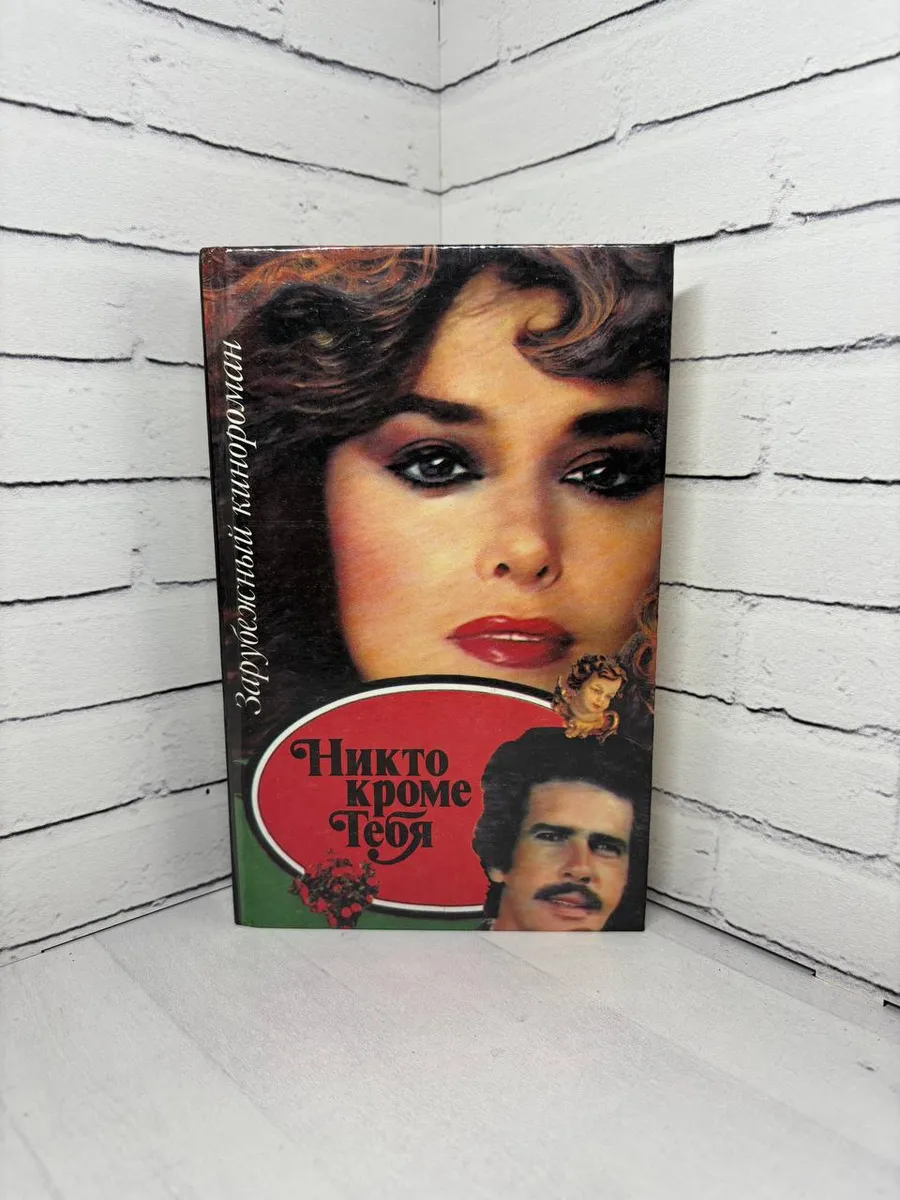 Зарубежный кинороман
Никто
кроме
Тебя